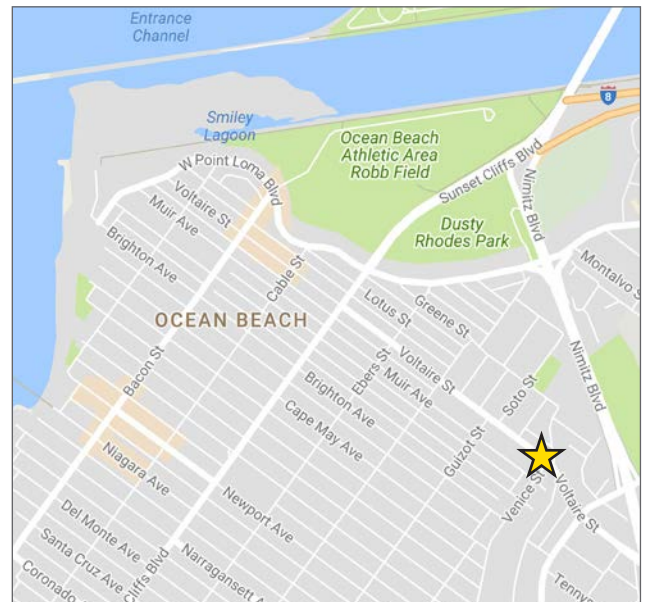 Entrance
Channel
8
Smiley
Lagoon
Ocean Beach
Athletic Area
Robb Field
W Point Loma Blvd
Sunset Cliffs Blvd
Nimitz Blvd
Voltaire St
Muir Ave
Dusty
Rhodes Park
Brighton Ave
Cable St
Montalvo S
OCEAN BEACH
Lotus St
Greene St
Bacon St
Voltaire St
Nimitz Blvd
Ebers St
Muir Ave
Soto St
Brighton Ave
Cape May Ave
Guizot St
Niagara Ave
Venice St
Voltaire St
Newport Ave
Del Monte Ave
Santa Cruz Ave
Cliffs Blvd
Narragansett A
Coronado
Tenny